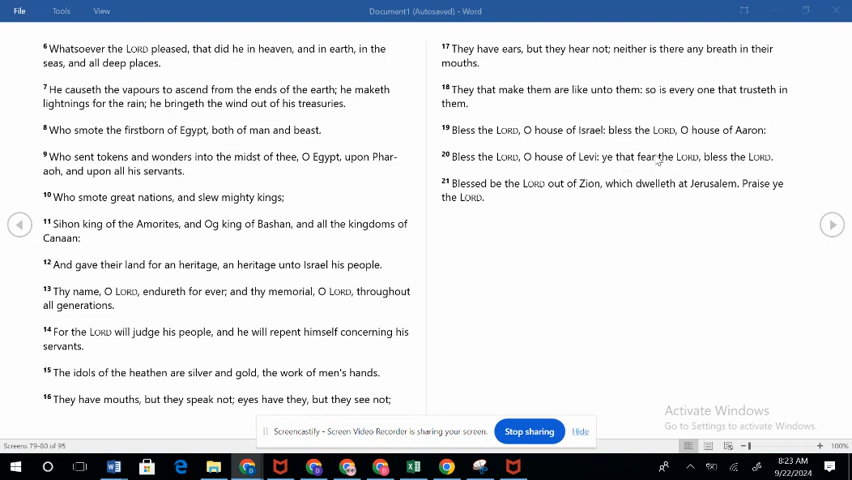 File Tools View Document1 (Autosaved) - Word
6 Whatsoever the LORD pleased, that did he in heaven, and in earth, in the
seas, and all deep places.
7 He causeth the vapours to ascend from the ends of the earth; he maketh
lightnings for the rain; he bringeth the wind out of his treasuries.
8 Who smote the firstborn of Egypt, both of man and beast.
9 Who sent tokens and wonders into the midst of thee, O Egypt, upon Phar-
aoh, and upon all his servants.
10 Who smote great nations, and slew mighty kings;
11 Sihon king of the Amorites, and Og king of Bashan, and all the kingdoms of
Canaan:
12 And gave their land for an heritage, an heritage unto Israel his people.
13 Thy name, O LORD, endureth for ever; and thy memorial, O LORD, throughout
all generations.
14 For the LORD will judge his people, and he will repent himself concerning his
servants.
15 The idols of the heathen are silver and gold, the work of men's hands.
16 They have mouths, but they speak not; eyes have they, but they see not;
17 They have ears, but they hear not; neither is there any breath in their
mouths.
18 They that make them are like unto them: so is every one that trusteth in
them.
19 Bless the LORD, O house of Israel: bless the LORD, O house of Aaron:
20 Bless the LORD, O house of Levi: ye that fear the LORD, bless the LORD.
21 Blessed be the LORD out of Zion, which dwelleth at Jerusalem. Praise ye
the LORD.
Activate Windows
Go to Settings to activate Windows.
Screencastify - Screen Video Recorder is sharing your screen. Stop sharing Hide
Screens 79-80 of 95 100%
8:23 AM
9/22/2024